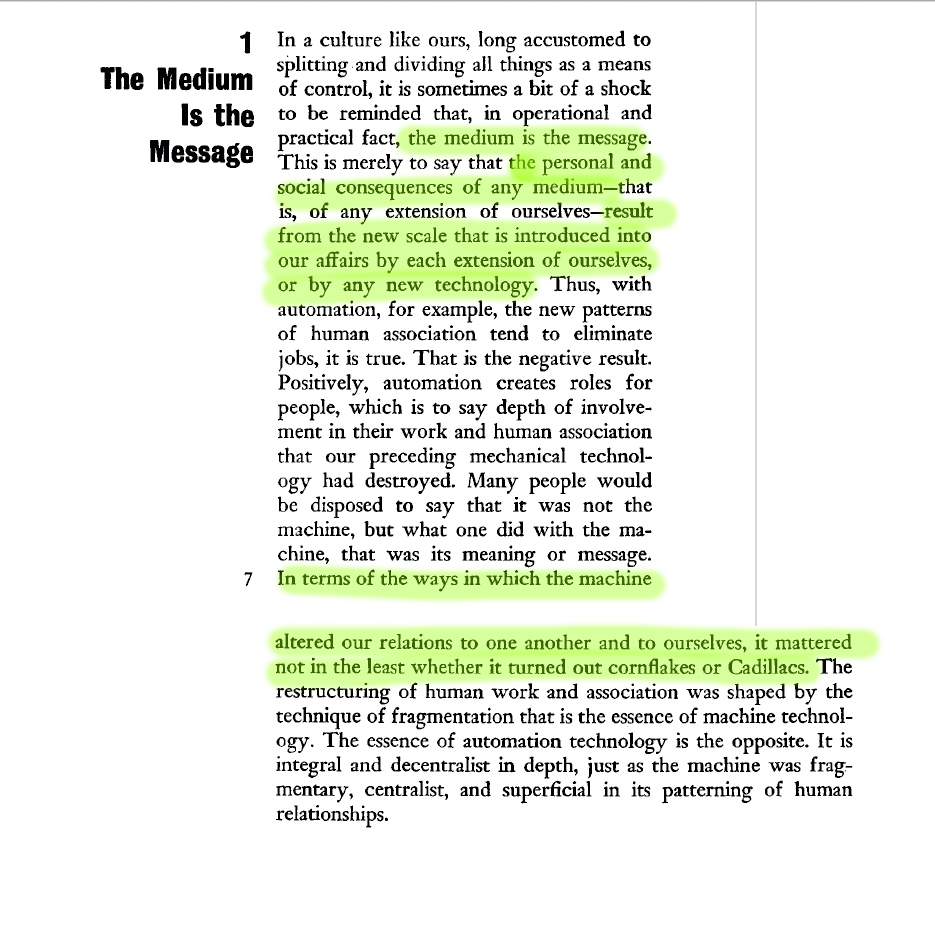 1
The Medium
Is the
Message
In a culture like ours, long accustomed to
splitting and dividing all things as a means
of control, it is sometimes a bit of a shock
to be reminded that, in operational and
practical fact, the medium is the message.
This is merely to say that the personal and
social consequences of any medium—that
is, of any extension of ourselves—result
from the new scale that is introduced into
our affairs by each extension of ourselves,
or by any new technology. Thus, with
automation, for example, the new patterns
of human association tend to eliminate
jobs, it is true. That is the negative result.
Positively, automation creates roles for
people, which is to say depth of involve-
ment in their work and human association
that our preceding mechanical technol-
ogy had destroyed. Many people would
be disposed to say that it was not the
machine, but what one did with the ma-
chine, that was its meaning or message.
7 In terms of the ways in which the machine
altered our relations to one another and to ourselves, it mattered
not in the least whether it turned out cornflakes or Cadillacs. The
restructuring of human work and association was shaped by the
technique of fragmentation that is the essence of machine technol-
ogy. The essence of automation technology is the opposite. It is
integral and decentralist in depth, just as the machine was frag-
mentary, centralist, and superficial in its patterning of human
relationships.